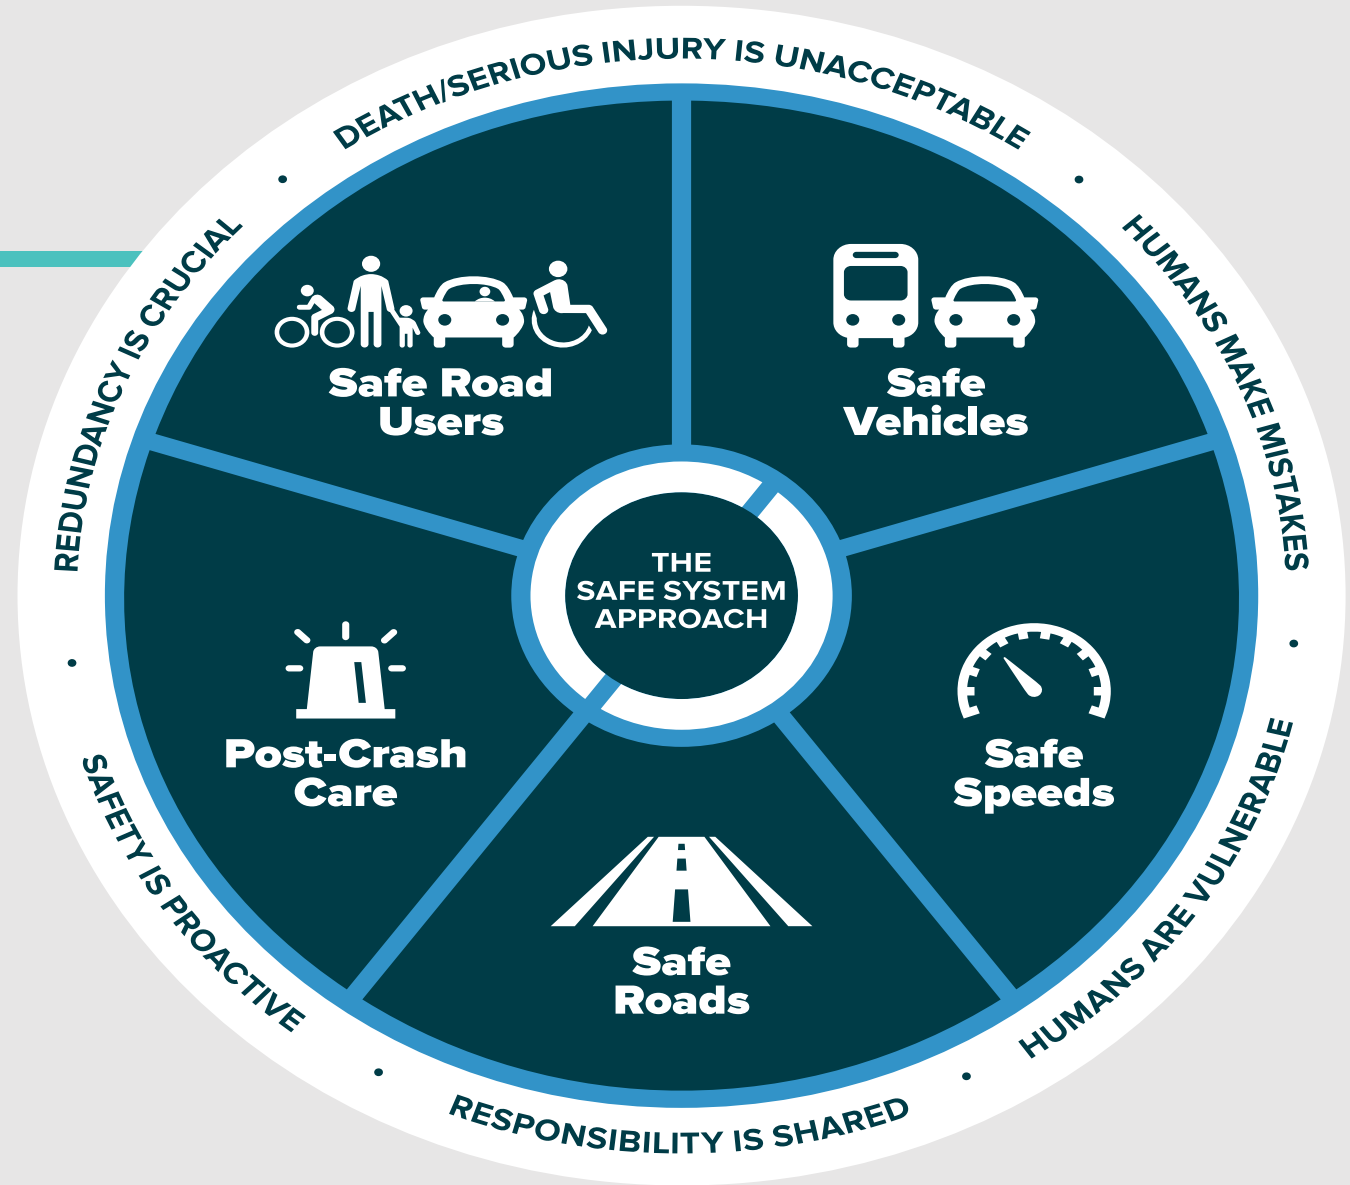 DEATH/SERIOUS INJURY IS UNACCEPTABLE
HUMANS MAKE MISTAKES
HUMANS ARE VULNERABLE
RESPONSIBILITY IS SHARED
SAFETY IS PROACTIVE
REDUNDANCY IS CRUCIAL
Safe Road
Users
Safe
Vehicles
Safe
Speeds
Safe
Roads
Post-Crash
Care
THE
SAFE SYSTEM
APPROACH